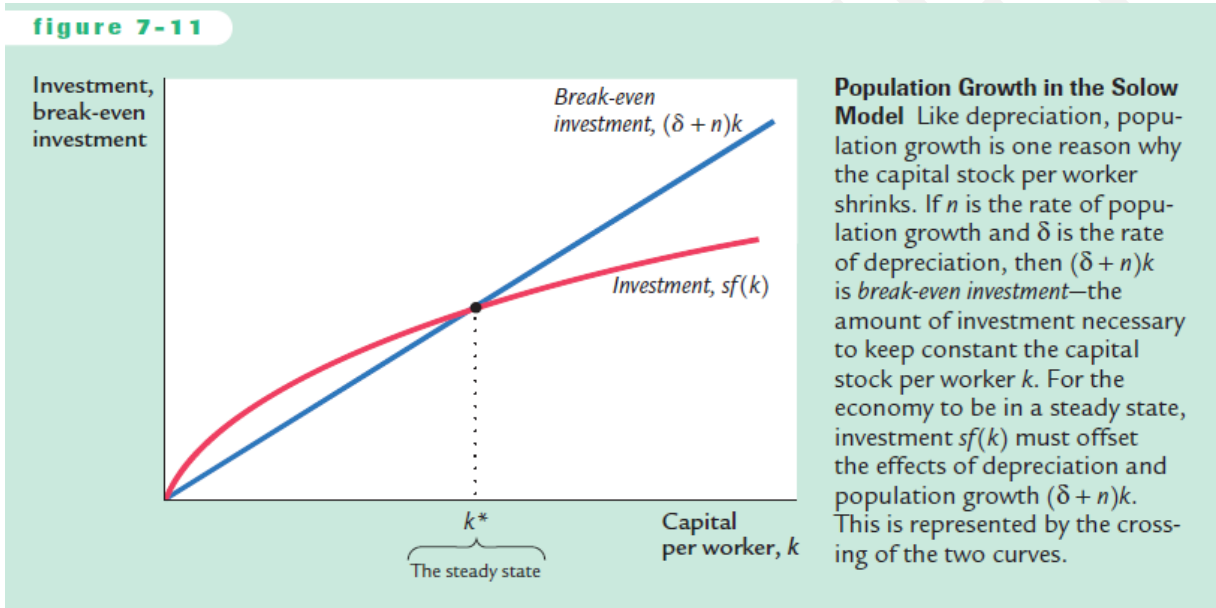 figure 7-11
Investment,
break-even
investment
Break-even
investment, (δ + n)k
Investment, sf(k)
k*
The steady state
Capital
per worker, k
Population Growth in the Solow
Model Like depreciation, popu-
lation growth is one reason why
the capital stock per worker
shrinks. If n is the rate of popu-
lation growth and δ is the rate
of depreciation, then (δ + n)k
is break-even investment—the
amount of investment necessary
to keep constant the capital
stock per worker k. For the
economy to be in a steady state,
investment sf(k) must offset
the effects of depreciation and
population growth (δ + n)k.
This is represented by the cross-
ing of the two curves.